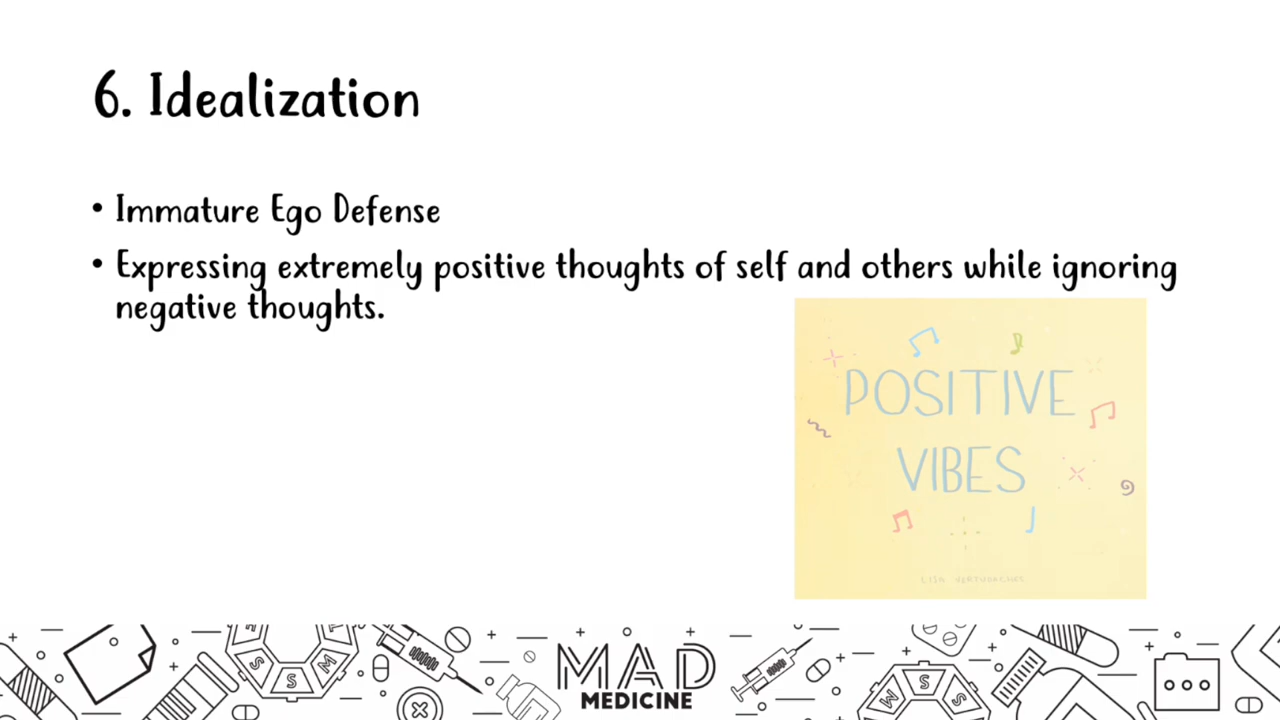 6. Idealization
• Immature Ego Defense
• Expressing extremely positive thoughts of self and others while ignoring
negative thoughts.
POSITIVE
VIBES
S
S
M
MAD
MEDICINE
M
S
S